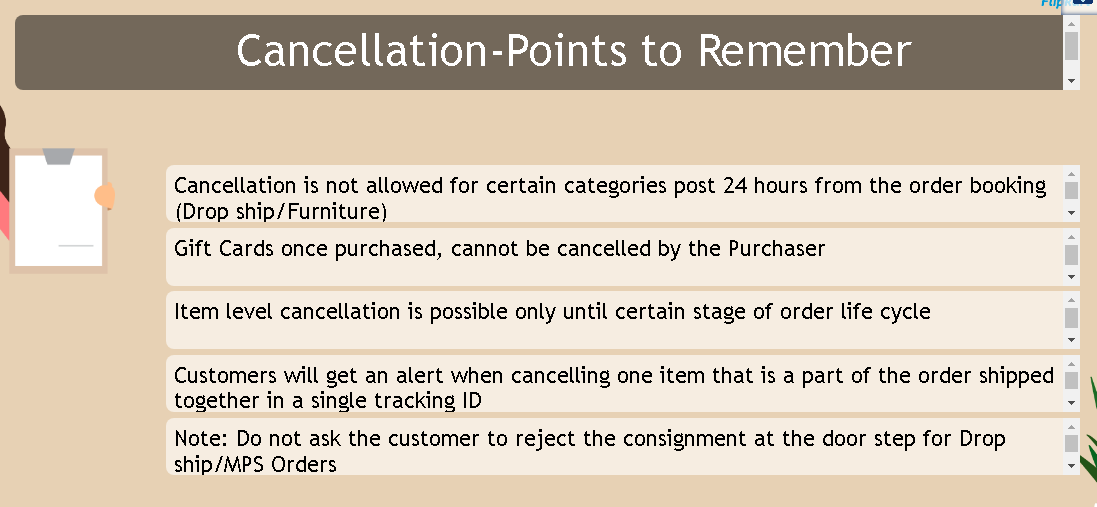 Cancellation-Points to Remember
Cancellation is not allowed for certain categories post 24 hours from the order booking
(Drop ship/Furniture)
Gift Cards once purchased, cannot be cancelled by the Purchaser
Item level cancellation is possible only until certain stage of order life cycle
Customers will get an alert when cancelling one item that is a part of the order shipped
together in a single tracking ID
Note: Do not ask the customer to reject the consignment at the door step for Drop
ship/MPS Orders